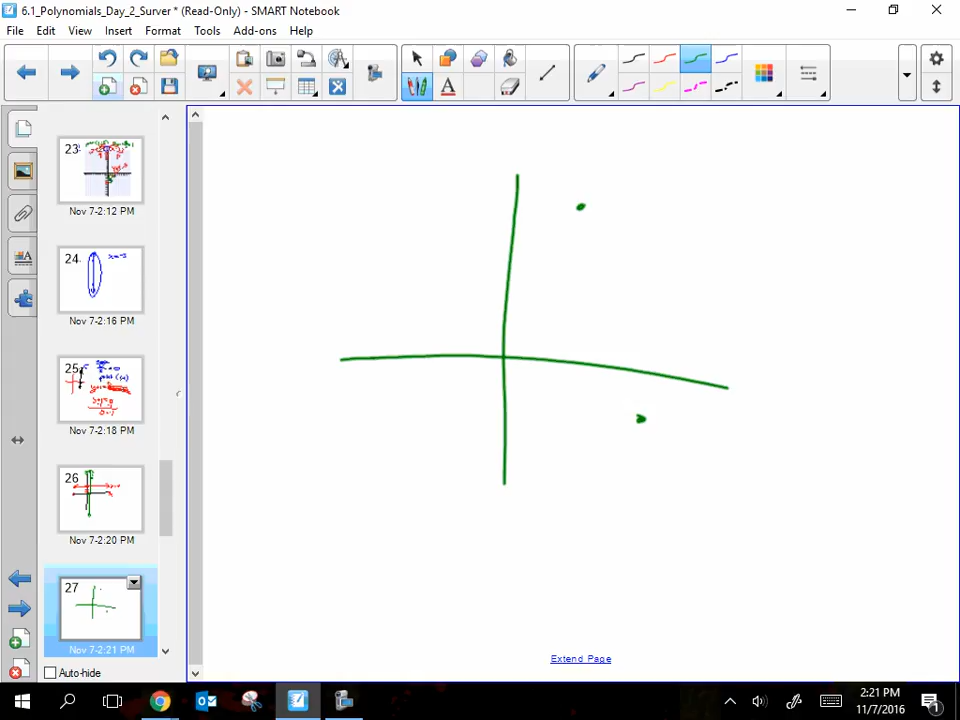 6.1_Polynomials_Day_2_Surver * (Read-Only) - SMART Notebook
File Edit View Insert Format Tools Add-ons Help
23
Nov 7-2:12 PM
24
Nov 7-2:16 PM
25
Nov 7-2:18 PM
26
Nov 7-2:20 PM
27
Nov 7-2:21 PM
Auto-hide
Extend Page
2:21 PM
11/7/2016